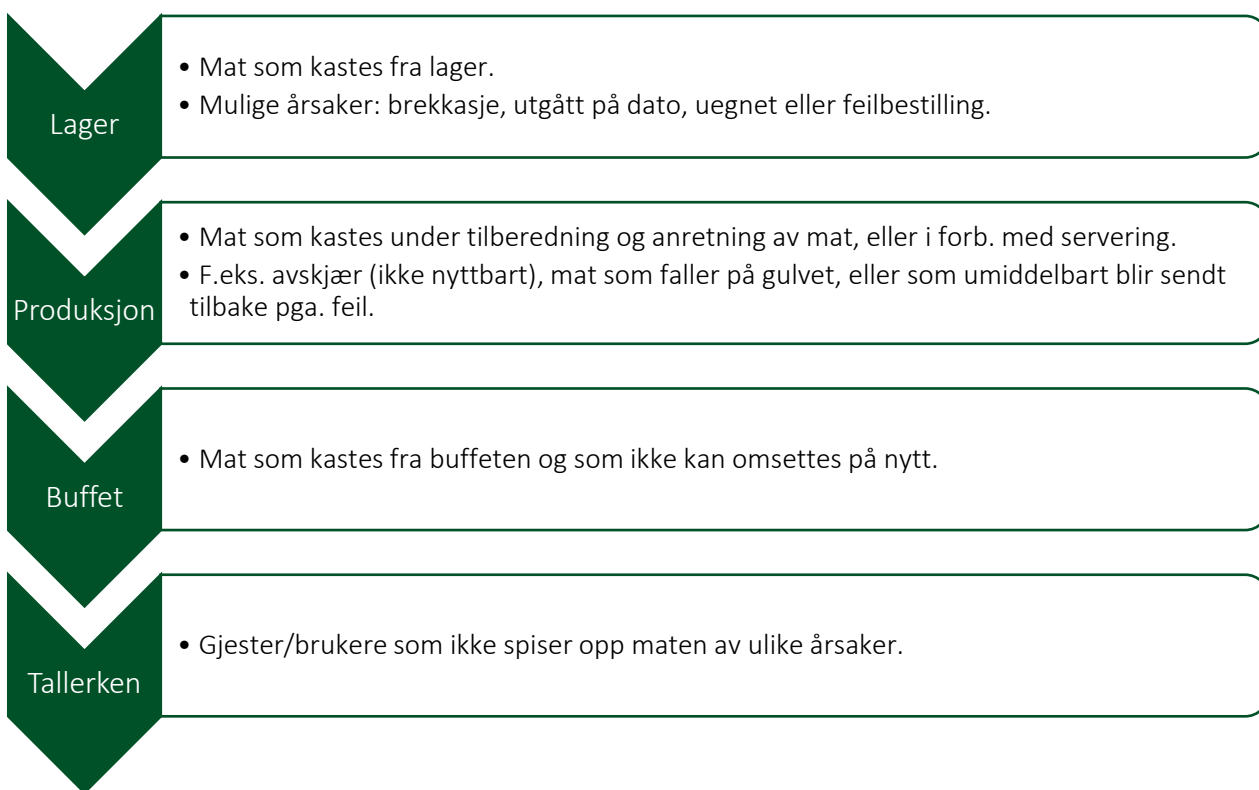 Lager
• Mat som kastes fra lager.
• Mulige årsaker: brekkasje, utgått på dato, uegnet eller feilbestilling.
Produksjon
• Mat som kastes under tilberedning og anretning av mat, eller i forb. med servering.
• F.eks. avskjær (ikke nyttbart), mat som faller på gulvet, eller som umiddelbart blir sendt
tilbake pga. feil.
Buffet
• Mat som kastes fra buffeten og som ikke kan omsettes på nytt.
Tallerken
• Gjester/brukere som ikke spiser opp maten av ulike årsaker.